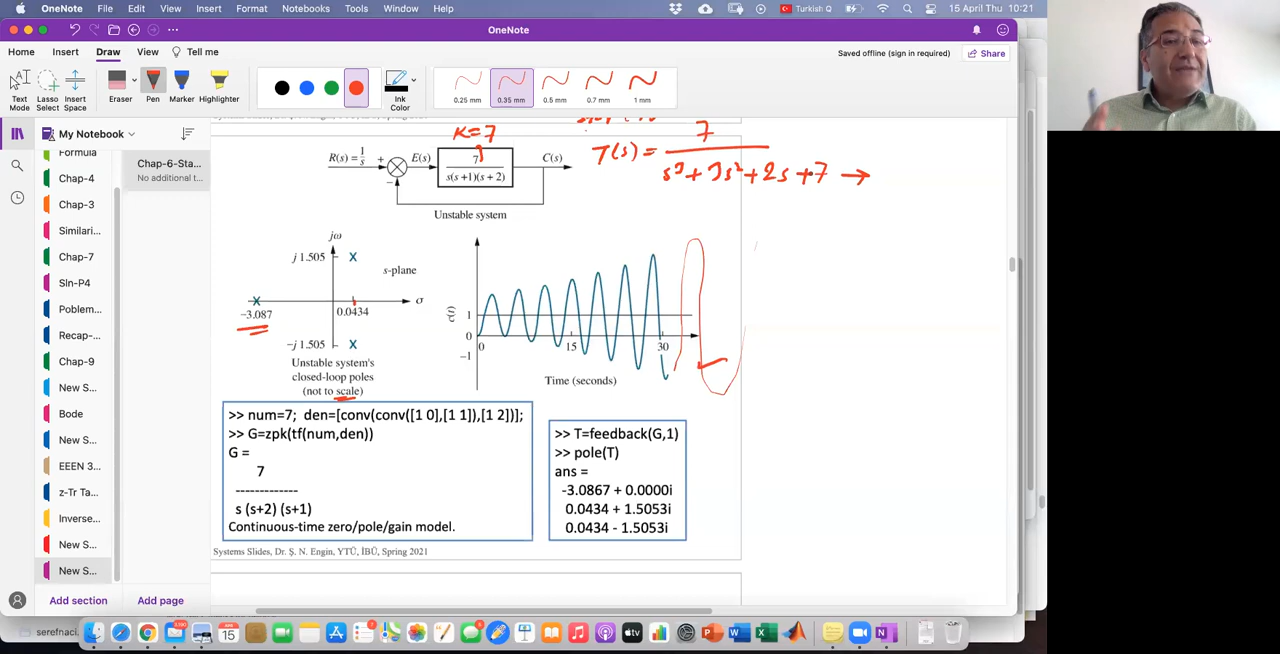 OneNote File Edit View Insert Format Notebooks Tools Window Help Turkish Q 15 April Thu 10:21
OneNote
Home Insert Draw View Tell me Saved offline (sign in required) Share
Text Mode
Lasso Select
Insert Space
Eraser
Pen
Marker
Highlighter
Ink Color
0.25 mm
0.35 mm
0.5 mm
0.7 mm
1 mm
My Notebook
Formula
Chap-4
Chap-3
Similari...
Chap-7
Sln-P4
Poblem...
Recap-...
Chap-9
New S...
Bode
New S...
EEEN 3...
New S...
z-Tr Ta...
Inverse...
New S...
New S...
Add section
Chap-6-Sta...
No additional t...
Add page
K=7
T(s) = 7 / s³+3s²+2s+7 →
R(s) = 1/s + − E(s) 7 / s(s +1)(s + 2) C(s)
Unstable system
jω
j 1.505
s-plane
σ
−3.087
0.0434
−j 1.505
Unstable system's
closed-loop poles
(not to scale)
c(t)
1
0
−1
0 15 30
Time (seconds)
>> num=7; den=[conv(conv([1 0],[1 1]),[1 2])];
>> G=zpk(tf(num,den))
G =
7
-------------
s (s+2) (s+1)
Continuous-time zero/pole/gain model.
>> T=feedback(G,1)
>> pole(T)
ans =
-3.0867 + 0.0000i
0.0434 + 1.5053i
0.0434 - 1.5053i
Systems Slides, Dr. Ş. N. Engin, YTÜ, İBÜ, Spring 2021
serefnaci